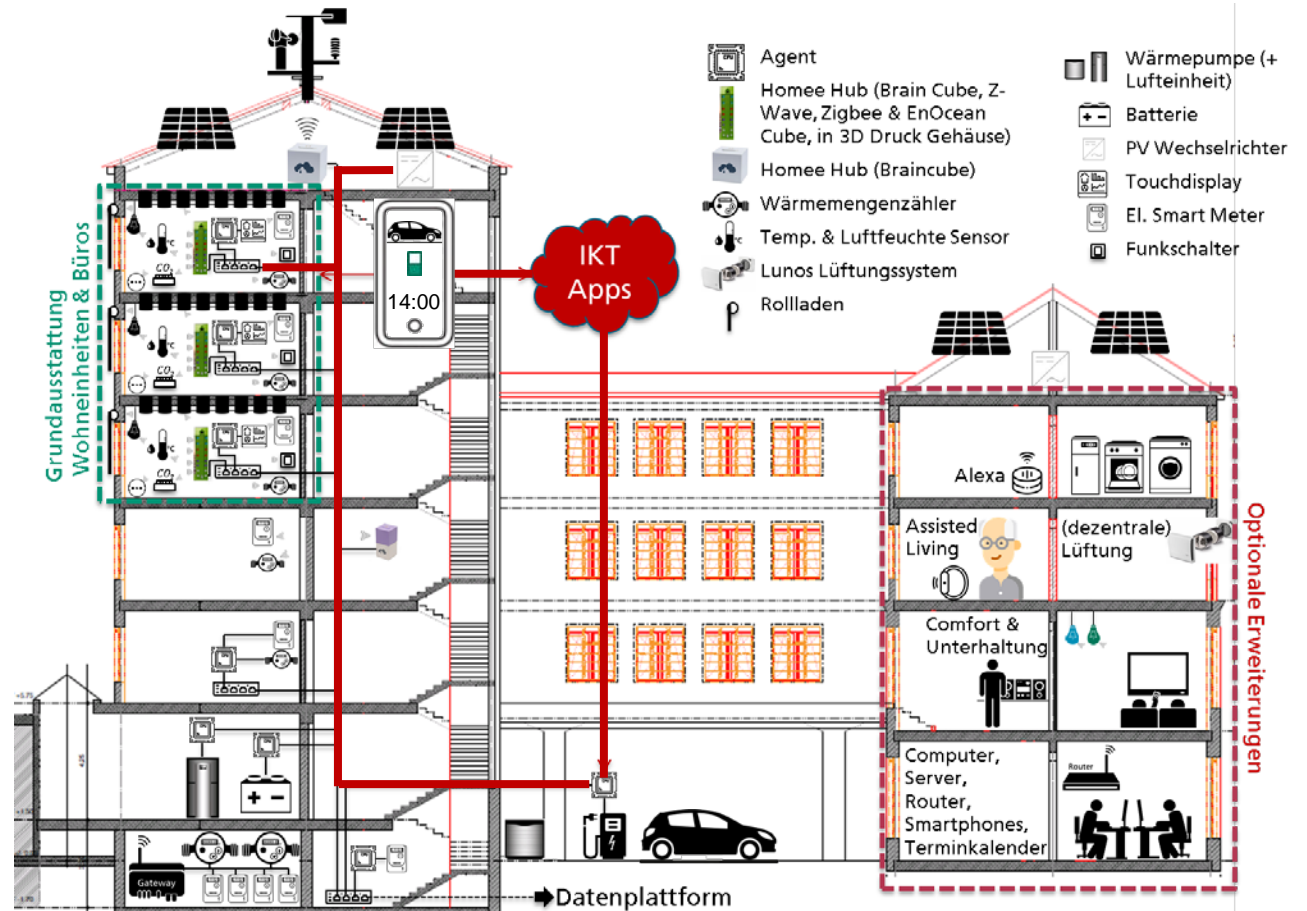 Agent
Homee Hub (Brain Cube, Z-
Wave, Zigbee & EnOcean
Cube, in 3D Druck Gehäuse)
Homee Hub (Braincube)
Wärmemengenzähler
Temp. & Luftfeuchte Sensor
Lunos Lüftungssystem
Rollladen
Wärmepumpe (+
Lufteinheit)
Batterie
PV Wechselrichter
Touchdisplay
El. Smart Meter
Funkschalter
Grundausstattung
Wohneinheiten & Büros
°C
CO2
°C
CO2
°C
CO2
14:00
IKT
Apps
Alexa
Assisted
Living
(dezentrale)
Lüftung
Comfort &
Unterhaltung
Computer,
Server,
Router,
Smartphones,
Terminkalender
Router
Optionale Erweiterungen
Gateway
Datenplattform